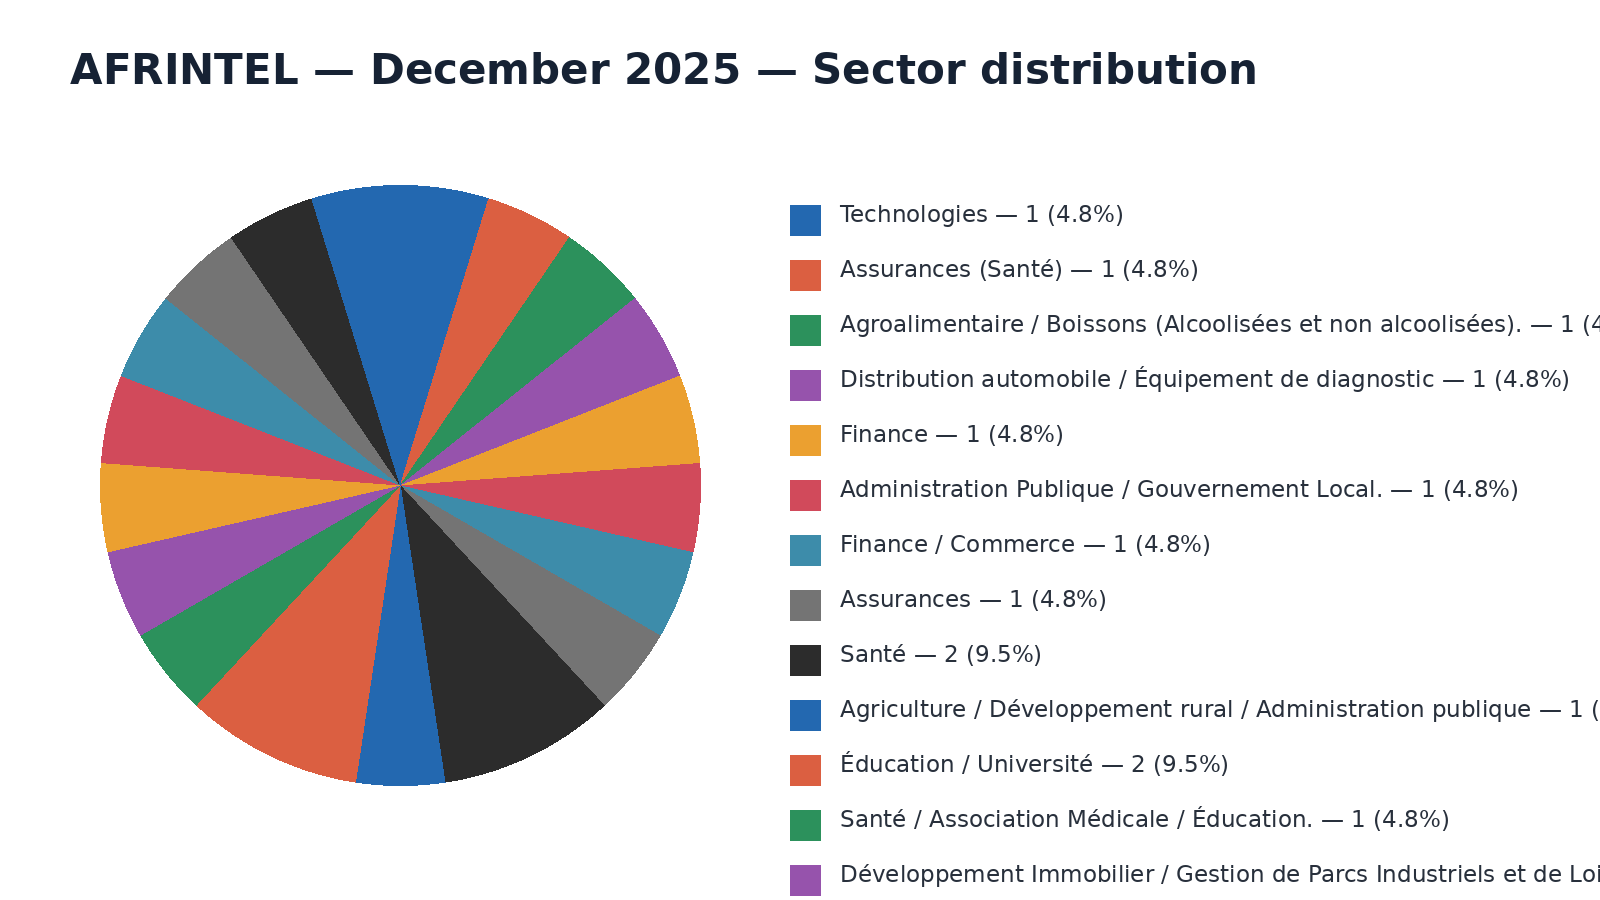 AFRINTEL — December 2025 — Sector distribution
Technologies — 1 (4.8%)
Assurances (Santé) — 1 (4.8%)
Agroalimentaire / Boissons (Alcoolisées et non alcoolisées). — 1 (4
Distribution automobile / Équipement de diagnostic — 1 (4.8%)
Finance — 1 (4.8%)
Administration Publique / Gouvernement Local. — 1 (4.8%)
Finance / Commerce — 1 (4.8%)
Assurances — 1 (4.8%)
Santé — 2 (9.5%)
Agriculture / Développement rural / Administration publique — 1 (
Éducation / Université — 2 (9.5%)
Santé / Association Médicale / Éducation. — 1 (4.8%)
Développement Immobilier / Gestion de Parcs Industriels et de Loi